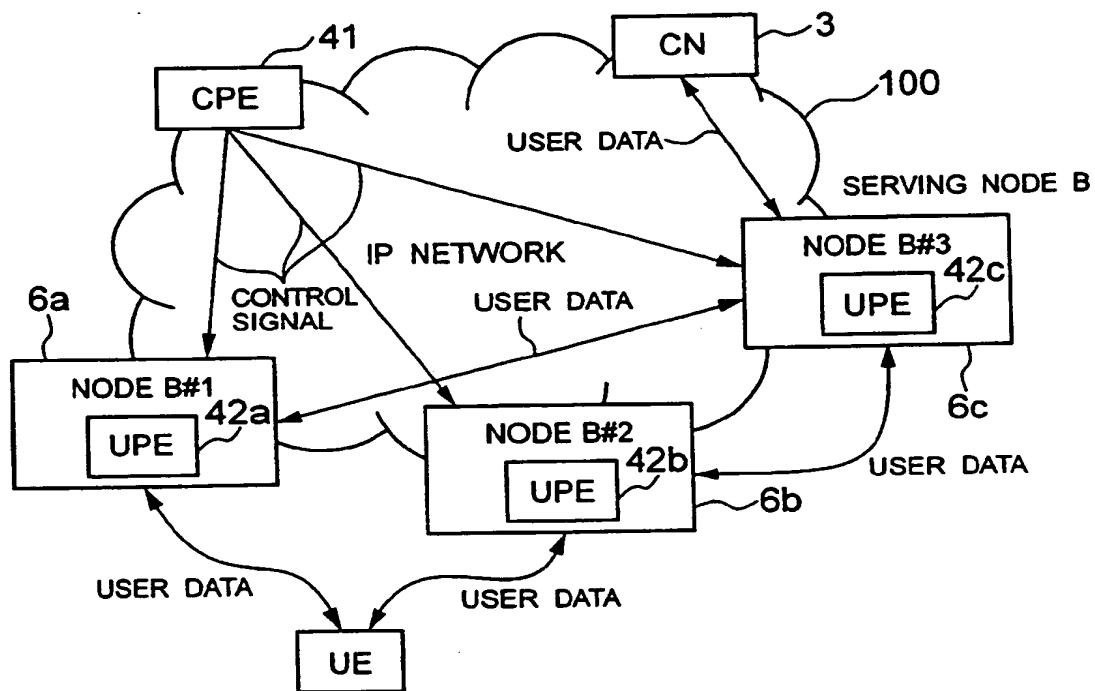 41
CPE
CN
3
100
USER DATA
SERVING NODE B
NODE B#3
42c
UPE
6c
IP NETWORK
CONTROL
SIGNAL
USER DATA
6a
NODE B#1
42a
UPE
NODE B#2
42b
UPE
6b
USER DATA
USER DATA
USER DATA
UE